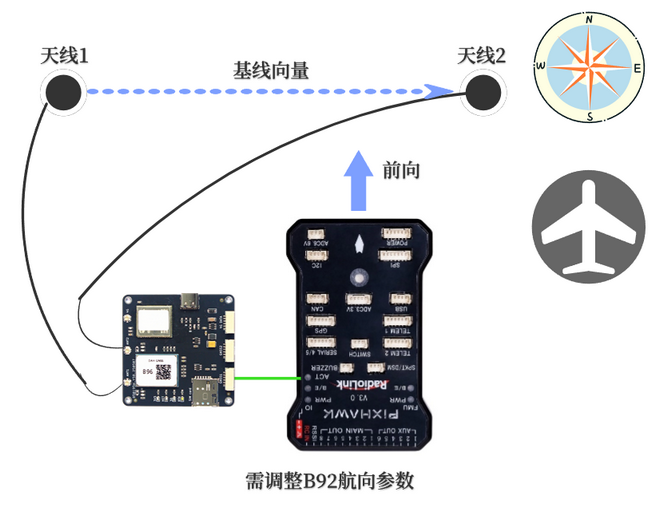 N
天线1
天线2
基线向量
W
E
S
前向
ADC6.6V
POWER
I2C
SPI
CAN
ADC3.3V
USB
GPS
TELEM 1
SERIAL 4/5
SWITCH
TELEM 2
BUZZER
SPKT/DSM
ACT
RadioLink
B/E
B/E
PWR
V3.0
PWR
IO
PIXHAWK
FMU
RSSI
MAIN OUT
AUX OUT
B96
需调整B92航向参数